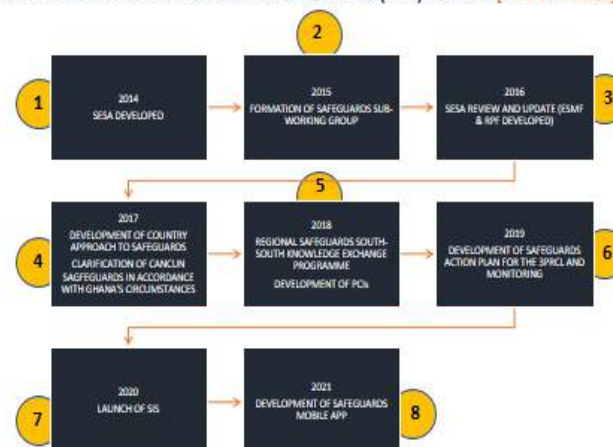 2
1
2014
SESA DEVELOPED
2015
FORMATION OF SAFEGUARDS SUB-
WORKING GROUP
2016
SESA REVIEW AND UPDATE (ESMF
& RPF DEVELOPED)
3
5
4
2017
DEVELOPMENT OF COUNTRY
APPROACH TO SAFEGUARDS
CLARIFICATION OF CANCUN
SAGFEGUARDS IN ACCORDANCE
WITH GHANA'S CIRCUMSTANCES
2018
REGIONAL SAFEGUARDS SOUTH-
SOUTH KNOWLEDGE EXCHANGE
PROGRAMME
DEVELOPMENT OF PCIs
2019
DEVELOPMENT OF SAFEGUARDS
ACTION PLAN FOR THE 3PRCL AND
MONITORING
6
7
2020
LAUNCH OF SIS
2021
DEVELOPMENT OF SAFEGUARDS
MOBILE APP
8